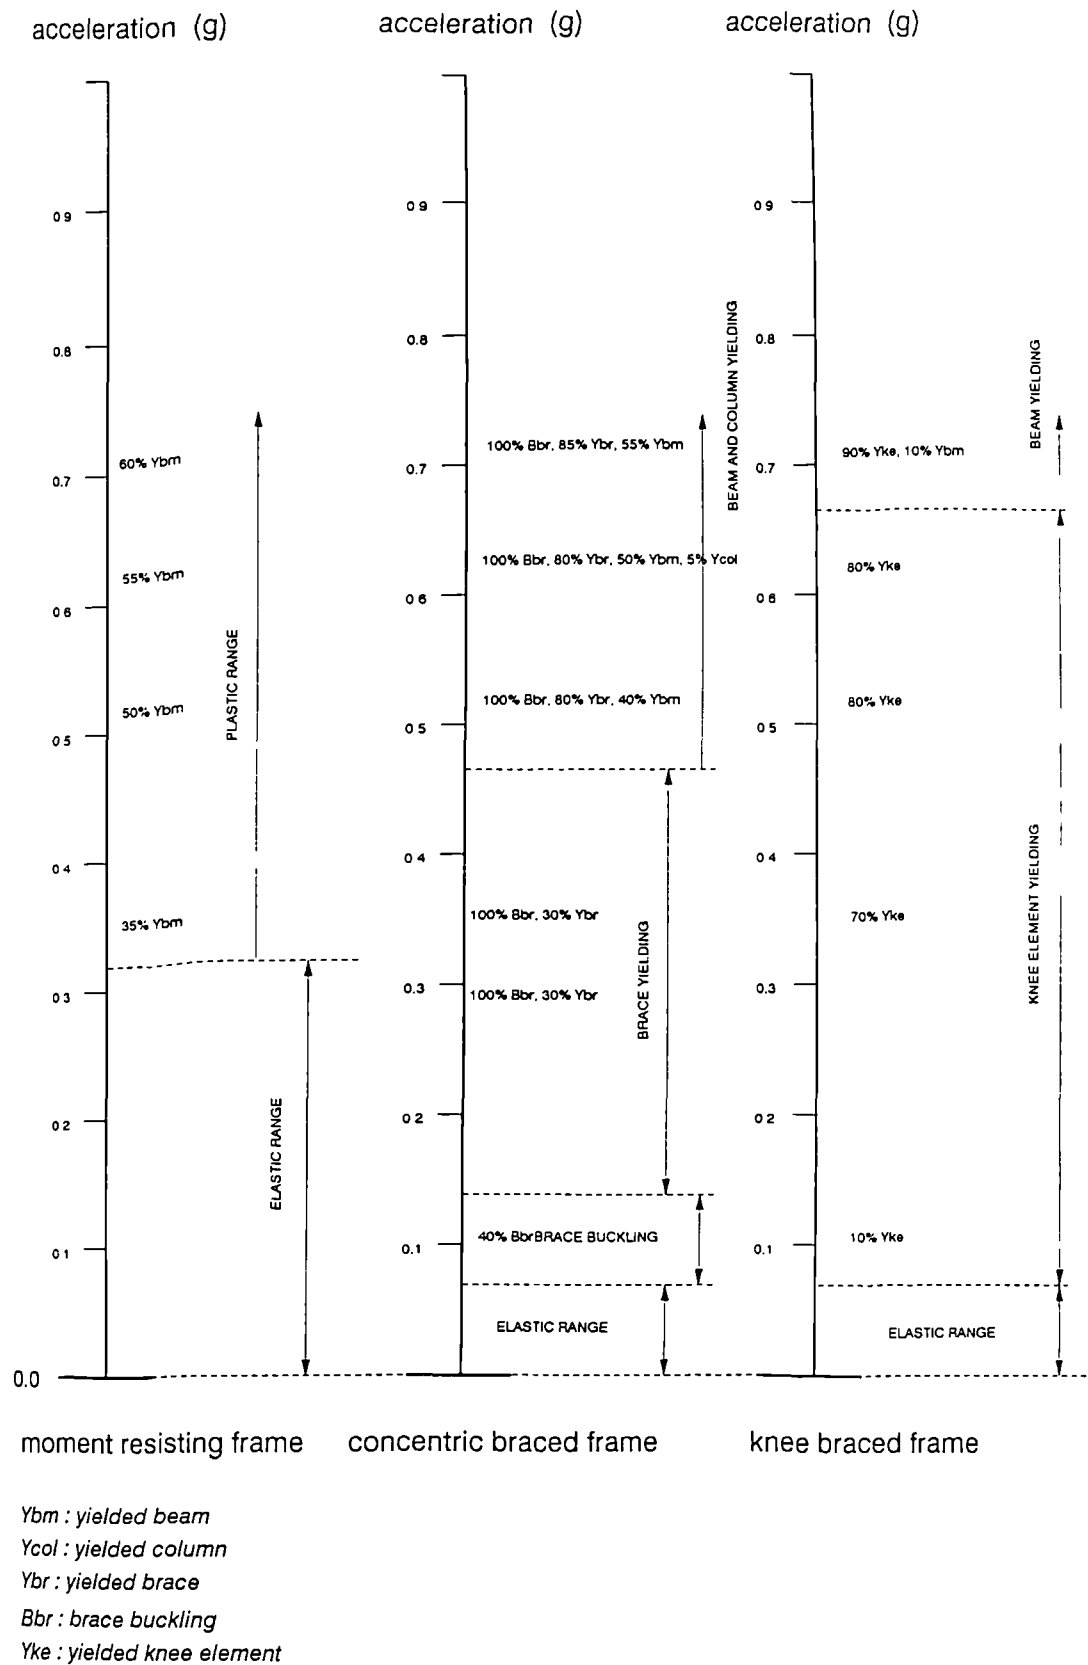 acceleration (g)
acceleration (g)
acceleration (g)
0 9
0.8
0.7
0 6
0 5
0 4
0 3
0 2
0 1
0.0
60% Ybm
55% Ybm
50% Ybm
35% Ybm
PLASTIC RANGE
ELASTIC RANGE
0 9
0.8
0.7
0 6
0 5
0 4
0.3
0 2
0.1
100% Bbr, 85% Ybr, 55% Ybm
100% Bbr, 80% Ybr, 50% Ybm, 5% Ycol
100% Bbr, 80% Ybr, 40% Ybm
100% Bbr, 30% Ybr
100% Bbr, 30% Ybr
40% Bbr BRACE BUCKLING
ELASTIC RANGE
BEAM AND COLUMN YIELDING
BRACE YIELDING
0.9
0.8
0.7
0.6
0.5
0 4
0.3
0.2
0.1
90% Yke, 10% Ybm
80% Yke
80% Yke
70% Yke
10% Yke
ELASTIC RANGE
BEAM YIELDING
KNEE ELEMENT YIELDING
moment resisting frame
concentric braced frame
knee braced frame
Ybm : yielded beam
Ycol : yielded column
Ybr : yielded brace
Bbr : brace buckling
Yke : yielded knee element